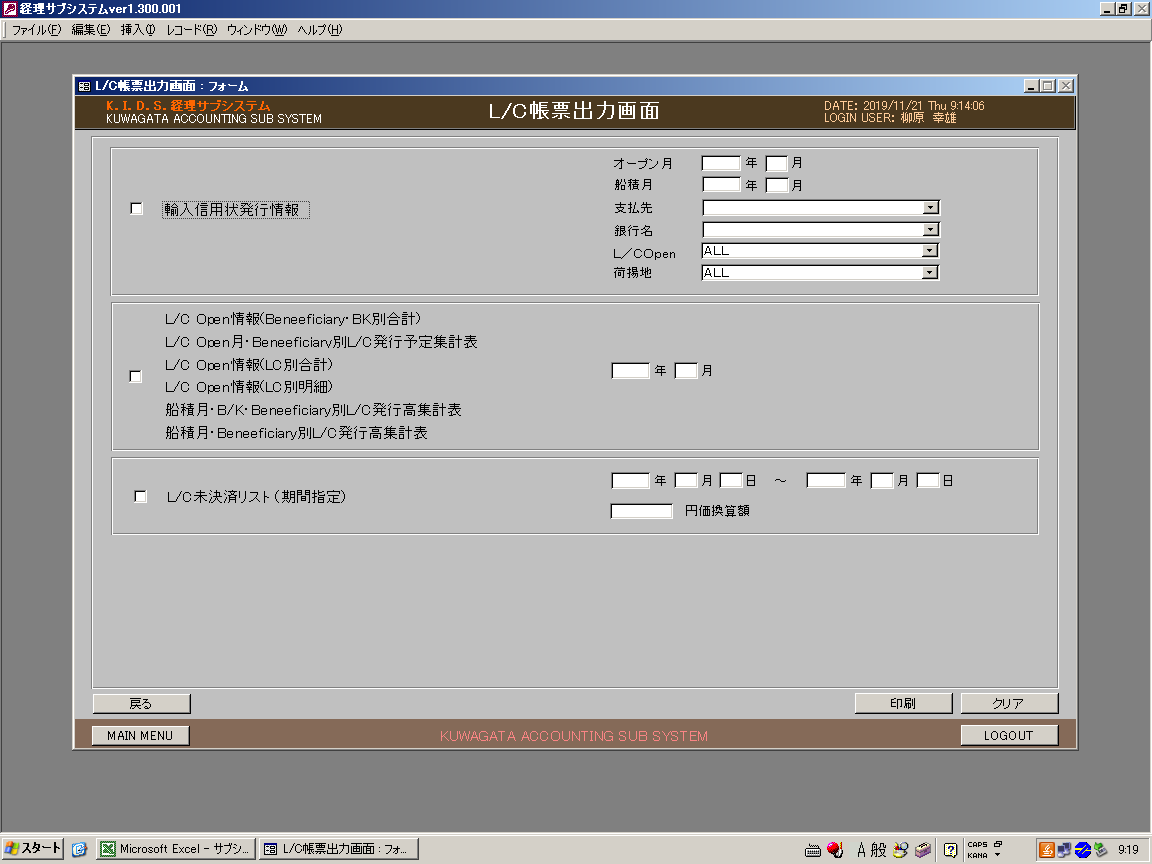 経理サブシステムver1.300.001
ファイル(F) 編集(E) 挿入(I) レコード(R) ウィンドウ(W) ヘルプ(H)
L/C帳票出力画面 : フォーム
K.I.D.S.経理サブシステム
KUWAGATA ACCOUNTING SUB SYSTEM
L/C帳票出力画面
DATE: 2019/11/21 Thu 9:14:06
LOGIN USER: 柳原 幸雄
輸入信用状発行情報
オープン月 年 月
船積月 年 月
支払先
銀行名
L／COpen ALL
荷揚地 ALL
L/C Open情報(Beneeficiary・BK別合計)
L/C Open月・Beneeficiary別L/C発行予定集計表
L/C Open情報(LC別合計)
L/C Open情報(LC別明細)
船積月・B/K・Beneeficiary別L/C発行高集計表
船積月・Beneeficiary別L/C発行高集計表
年 月
L/C未決済リスト（期間指定）
年 月 日 ～ 年 月 日
円価換算額
戻る 印刷 クリア
MAIN MENU KUWAGATA ACCOUNTING SUB SYSTEM LOGOUT
スタート Microsoft Excel - サブシ... L/C帳票出力画面 : フォ... A 般 CAPS KANA 9:19